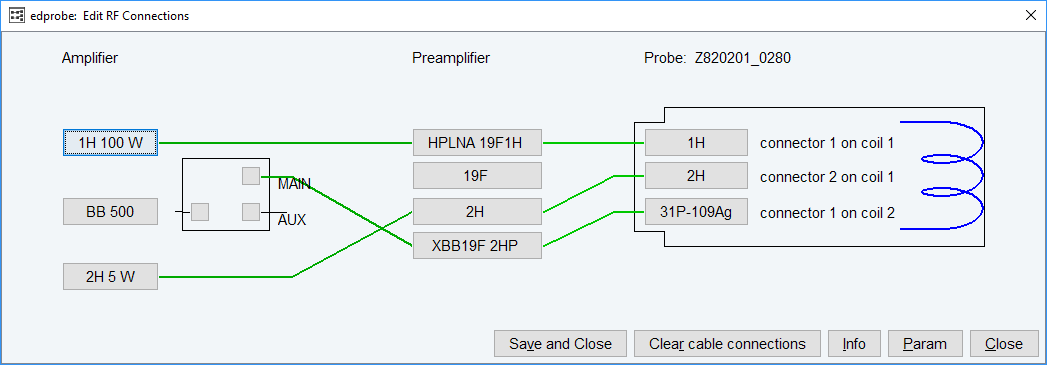 edprobe: Edit RF Connections
Amplifier Preamplifier Probe: Z820201_0280
1H 100 W HPLNA 19F1H 1H connector 1 on coil 1
MAIN 19F 2H connector 2 on coil 1
BB 500 AUX 2H 31P-109Ag connector 1 on coil 2
XBB19F 2HP
2H 5 W
Save and Close Clear cable connections Info Param Close